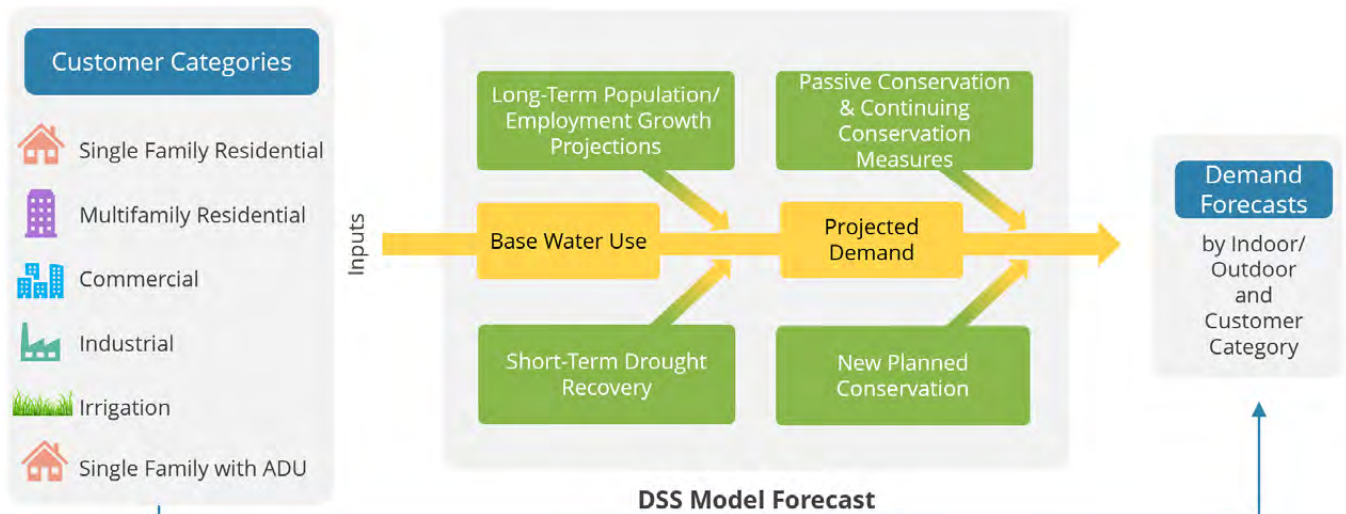 Customer Categories
Single Family Residential
Multifamily Residential
Commercial
Industrial
Irrigation
Single Family with ADU
Inputs
Long-Term Population/
Employment Growth
Projections
Passive Conservation
& Continuing
Conservation
Measures
Base Water Use
Projected
Demand
Short-Term Drought
Recovery
New Planned
Conservation
DSS Model Forecast
Demand
Forecasts
by Indoor/
Outdoor
and
Customer
Category